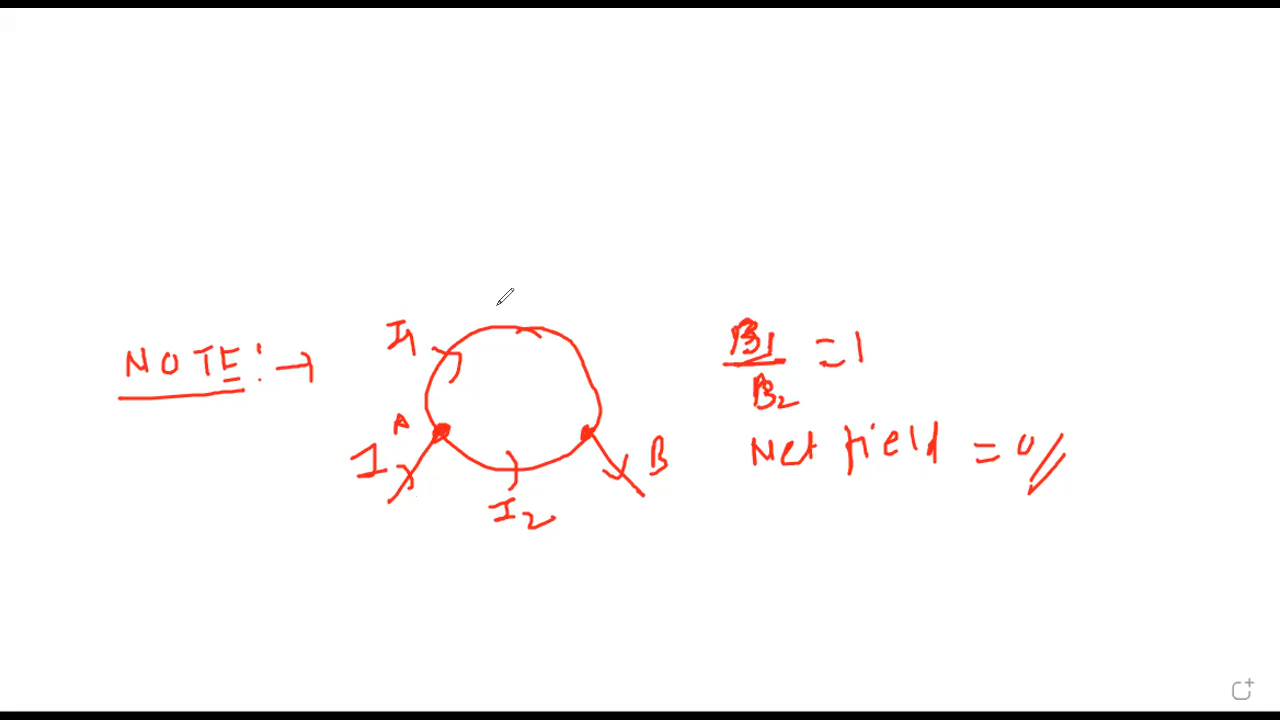 NOTE:→
I1
A
I
I2
B
B1/B2 = 1
Net field = 0//